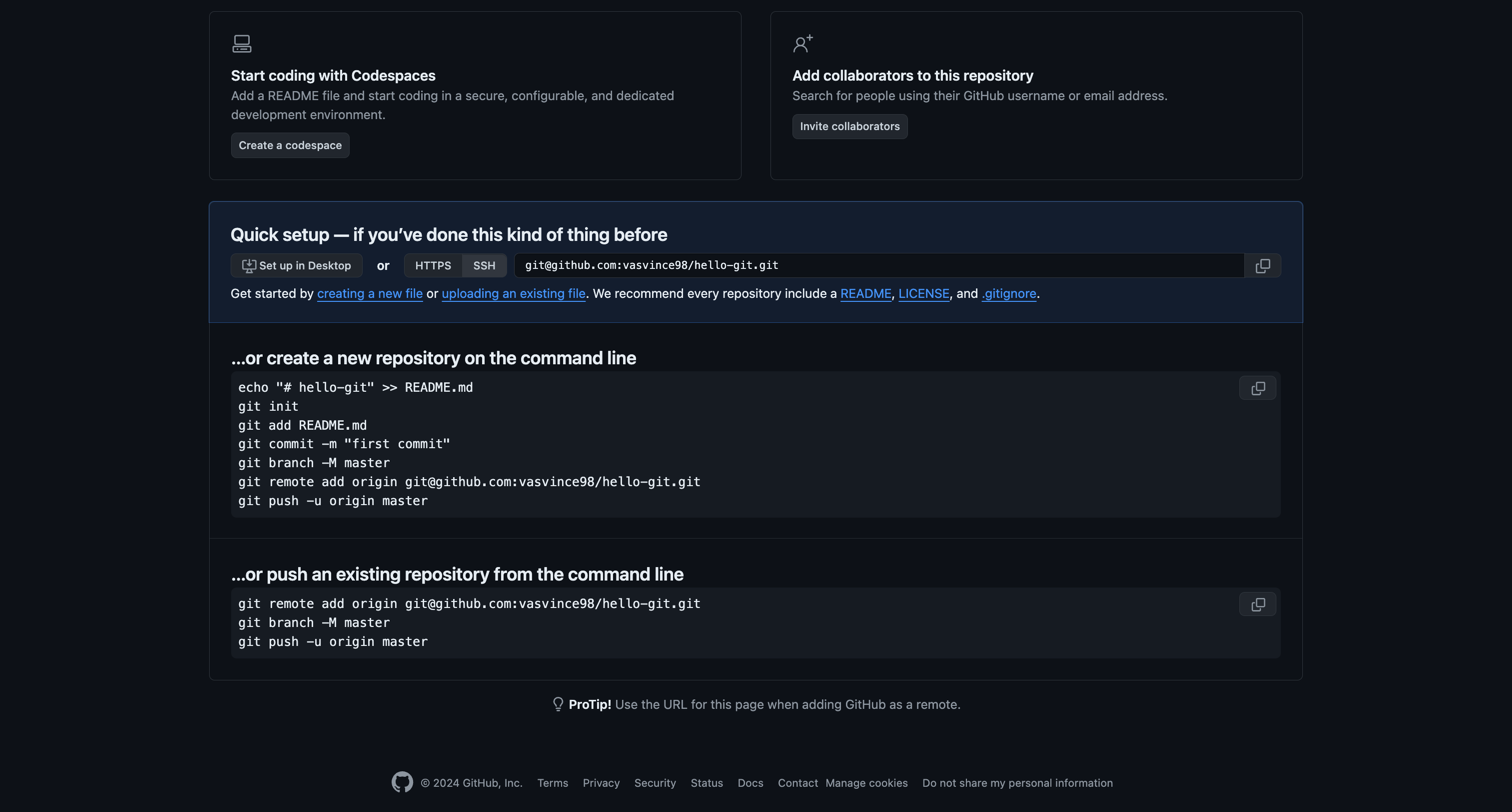 Start coding with Codespaces
Add a README file and start coding in a secure, configurable, and dedicated
development environment.
Create a codespace
Add collaborators to this repository
Search for people using their GitHub username or email address.
Invite collaborators
Quick setup — if you’ve done this kind of thing before
Set up in Desktop or HTTPS SSH git@github.com:vasvince98/hello-git.git
Get started by creating a new file or uploading an existing file. We recommend every repository include a README, LICENSE, and .gitignore.
…or create a new repository on the command line
echo "# hello-git" >> README.md
git init
git add README.md
git commit -m "first commit"
git branch -M master
git remote add origin git@github.com:vasvince98/hello-git.git
git push -u origin master
…or push an existing repository from the command line
git remote add origin git@github.com:vasvince98/hello-git.git
git branch -M master
git push -u origin master
ProTip! Use the URL for this page when adding GitHub as a remote.
© 2024 GitHub, Inc. Terms Privacy Security Status Docs Contact Manage cookies Do not share my personal information